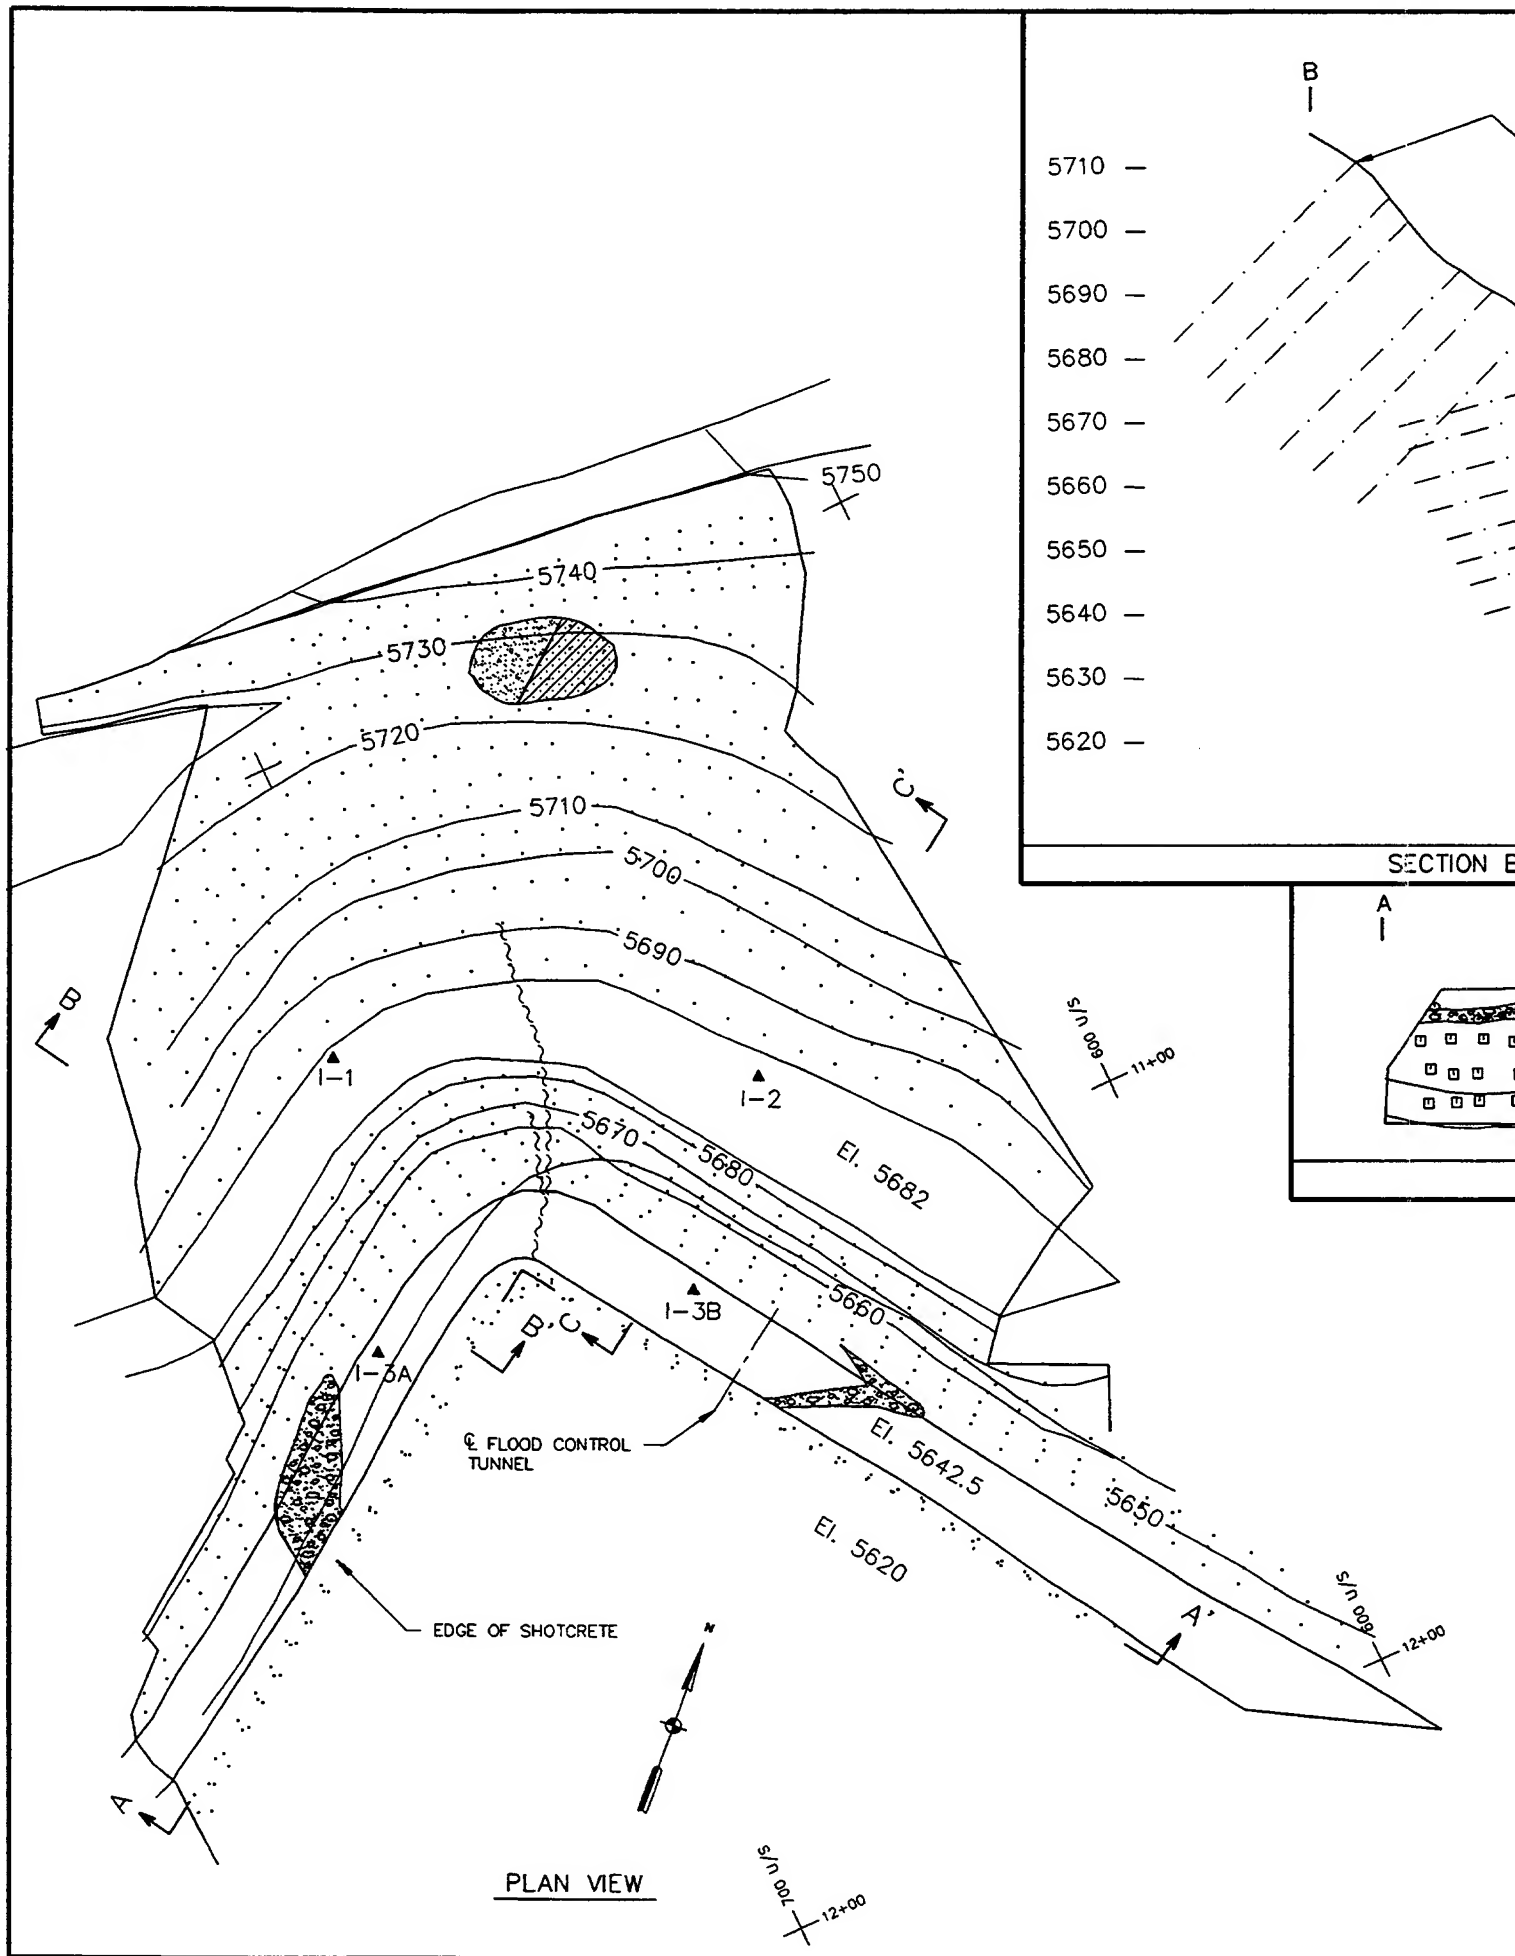 B
5710
5700
5690
5680
5670
5660
5650
5640
5630
5620
SECTION B
A
5750
5740
5730
5720
5710
5700
5690
C'
B
I-1
I-2
600 u/s
11+00
5670
5680
El. 5682
5660
I-3B
B'
C
I-3A
℄ FLOOD CONTROL
TUNNEL
El. 5642.5
5650
El. 5620
EDGE OF SHOTCRETE
N
A'
600 u/s
12+00
A
PLAN VIEW
700 u/s
12+00